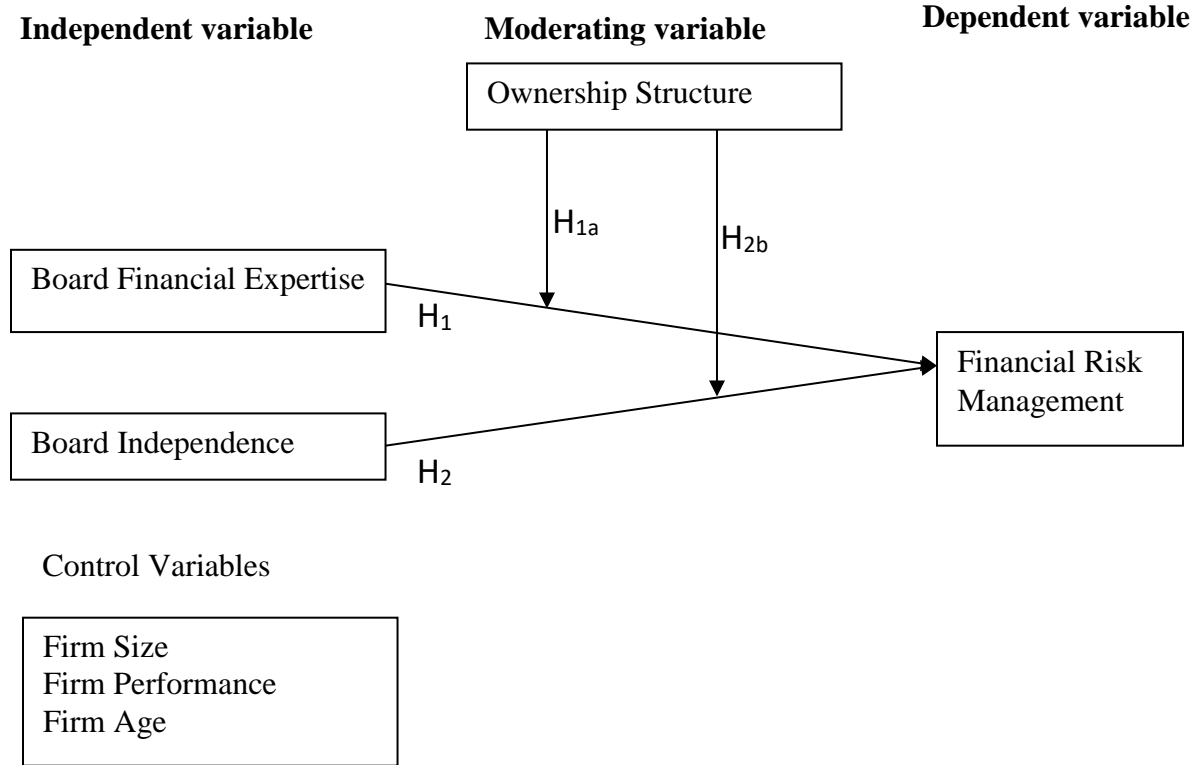 Independent variable
Moderating variable
Dependent variable
Ownership Structure
H1a
H2b
Board Financial Expertise
H1
Financial Risk
Management
Board Independence
H2
Control Variables
Firm Size
Firm Performance
Firm Age